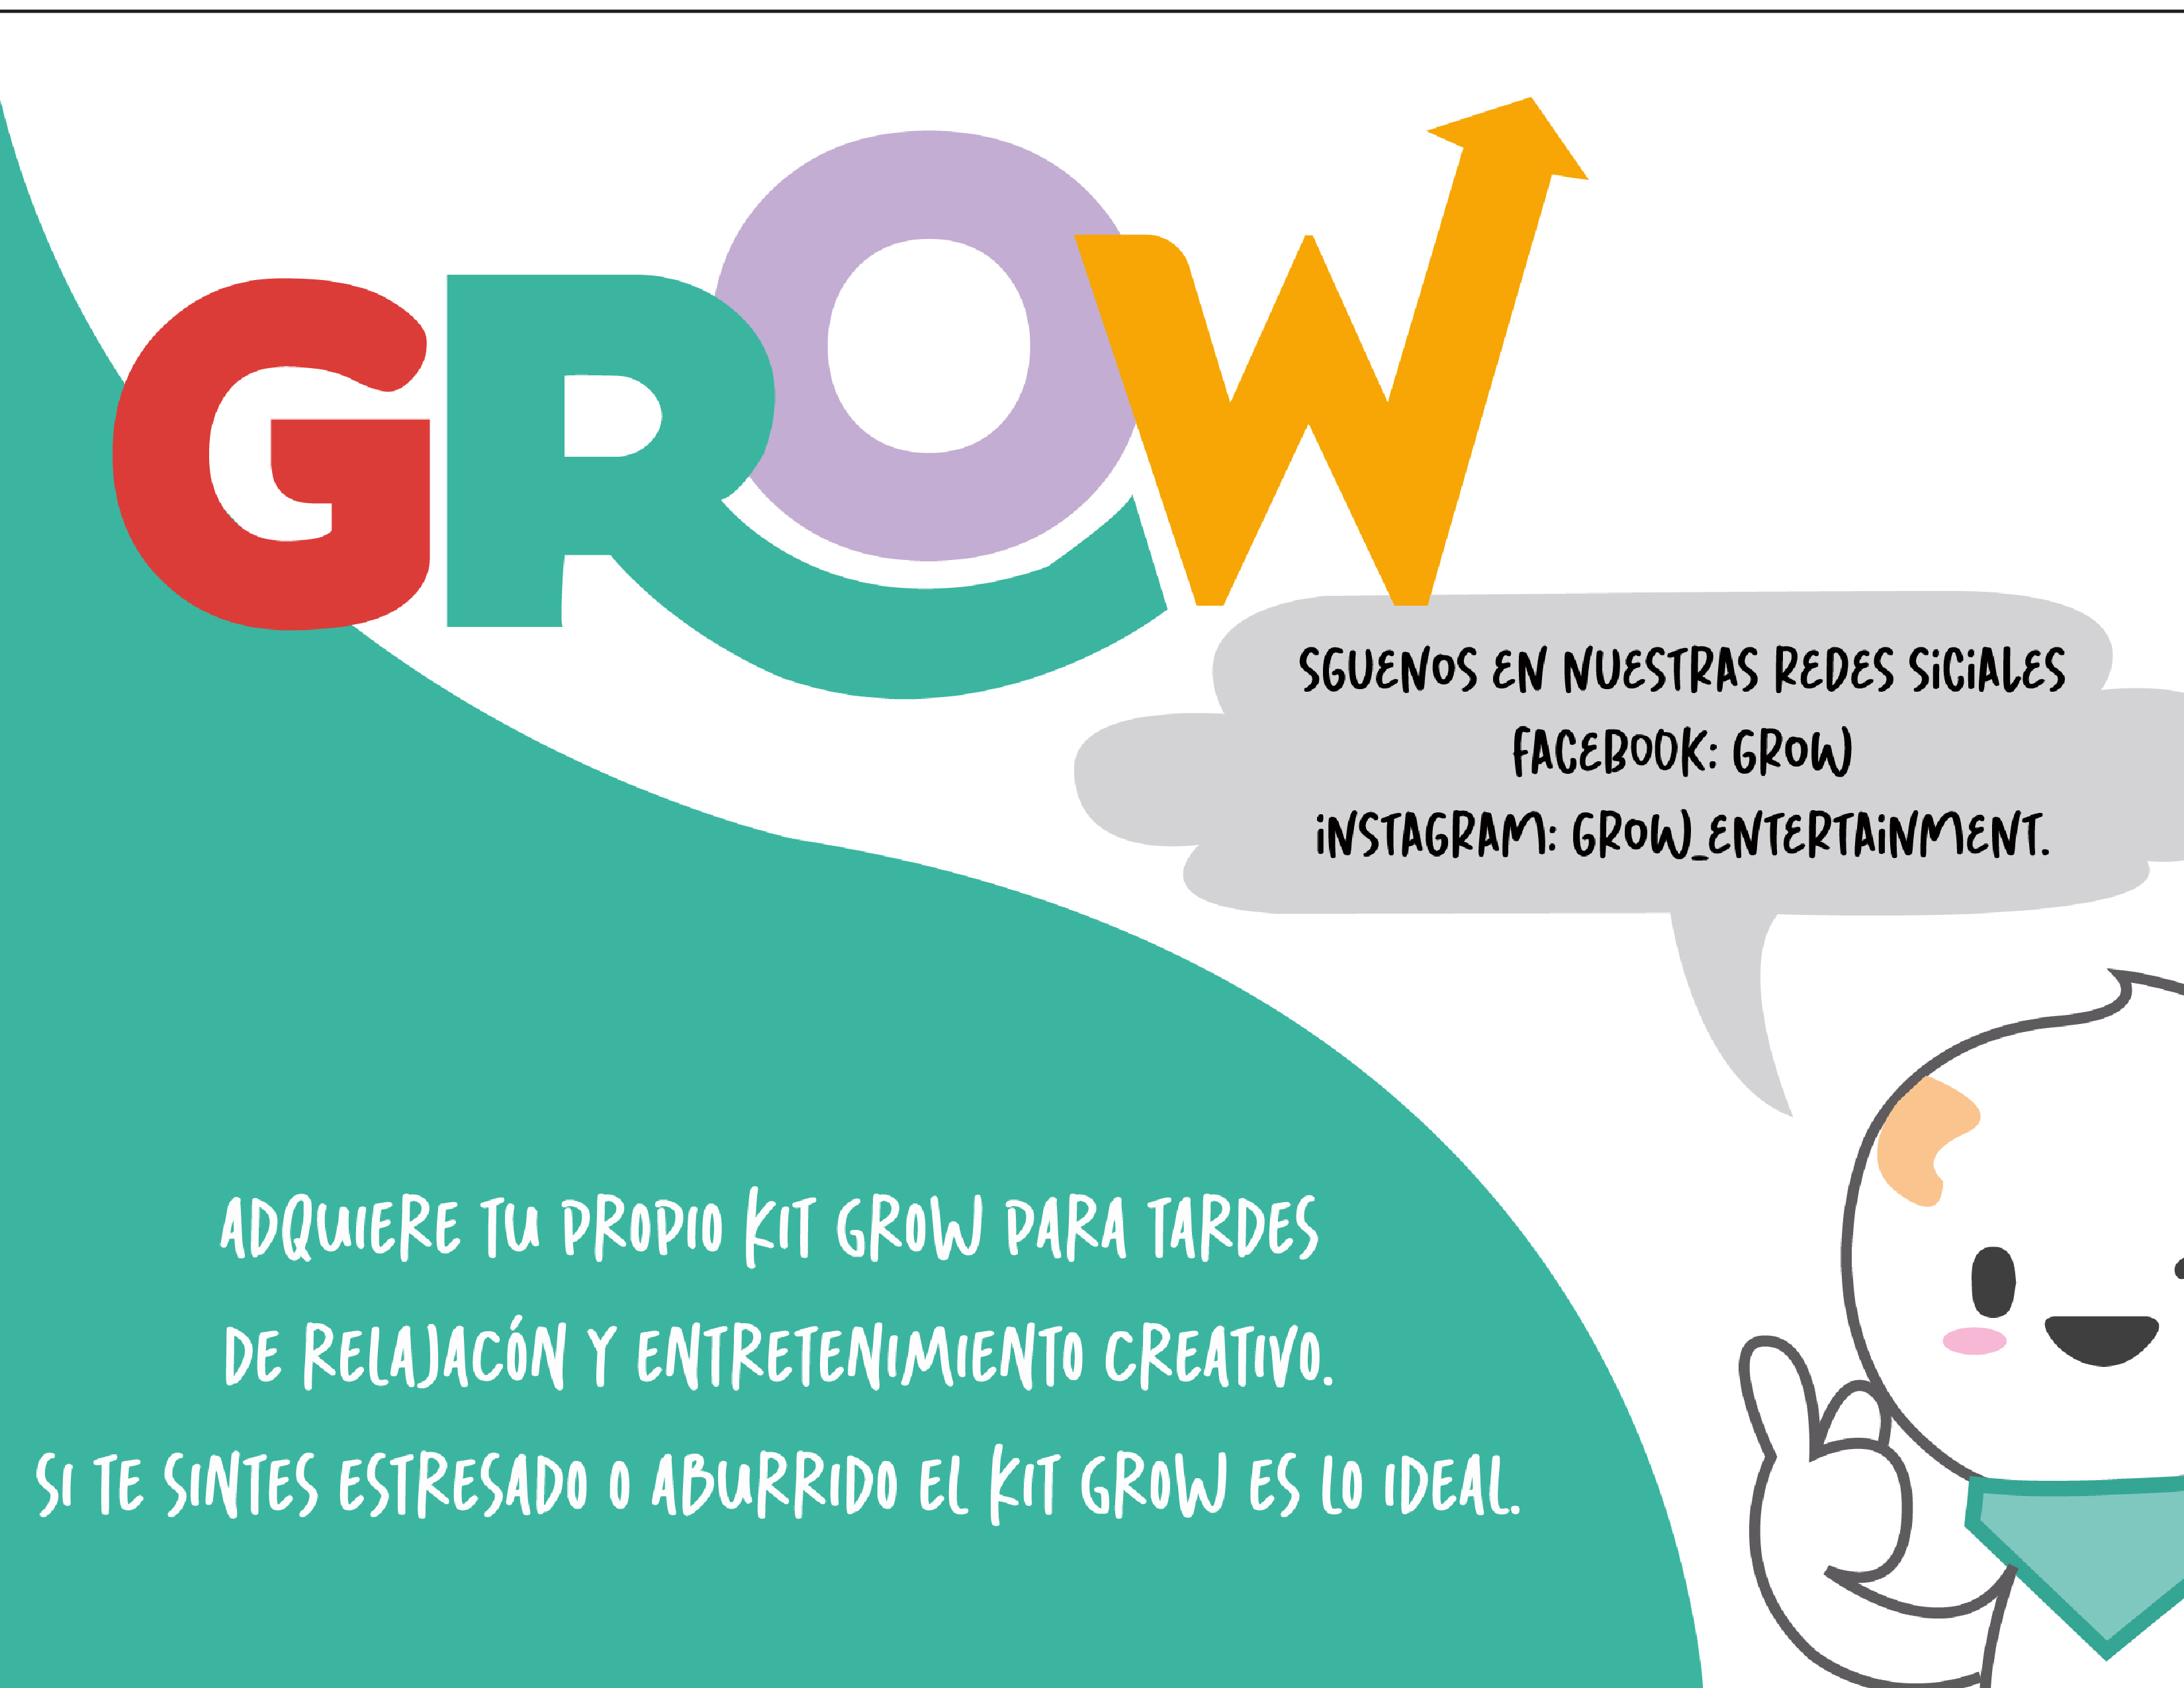 GROW
SGUENOS EN NUESTRAS REDES SiCiALES
FACEBOOK: GROW
iNSTAGRAM: GROW_ENTERTAiNMENT.
ADQUIERE TU PROPIO KIT GROW PARA TARDES
DE RELAJACÓN Y ENTRETENIMIENTO CREATIVO.
SI TE SINTES ESTRESADO O ABURRIDO EL KIT GROW ES LO IDEAL.